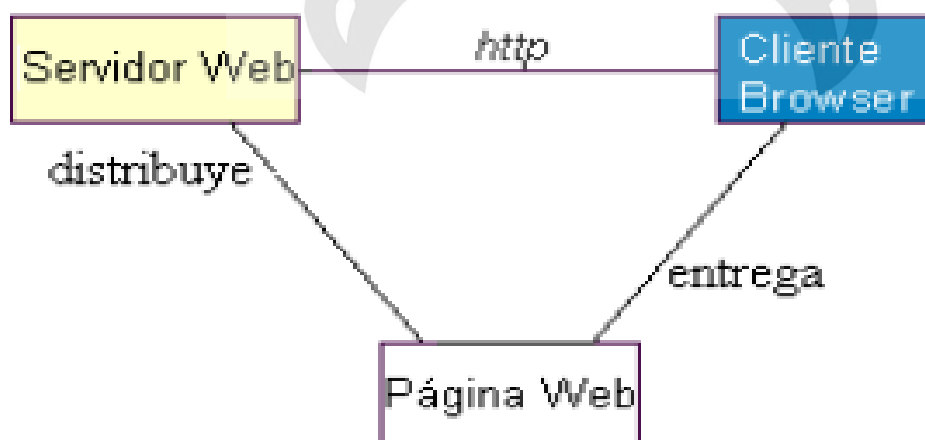 Servidor Web
http
Cliente
Browser
distribuye
entrega
Página Web